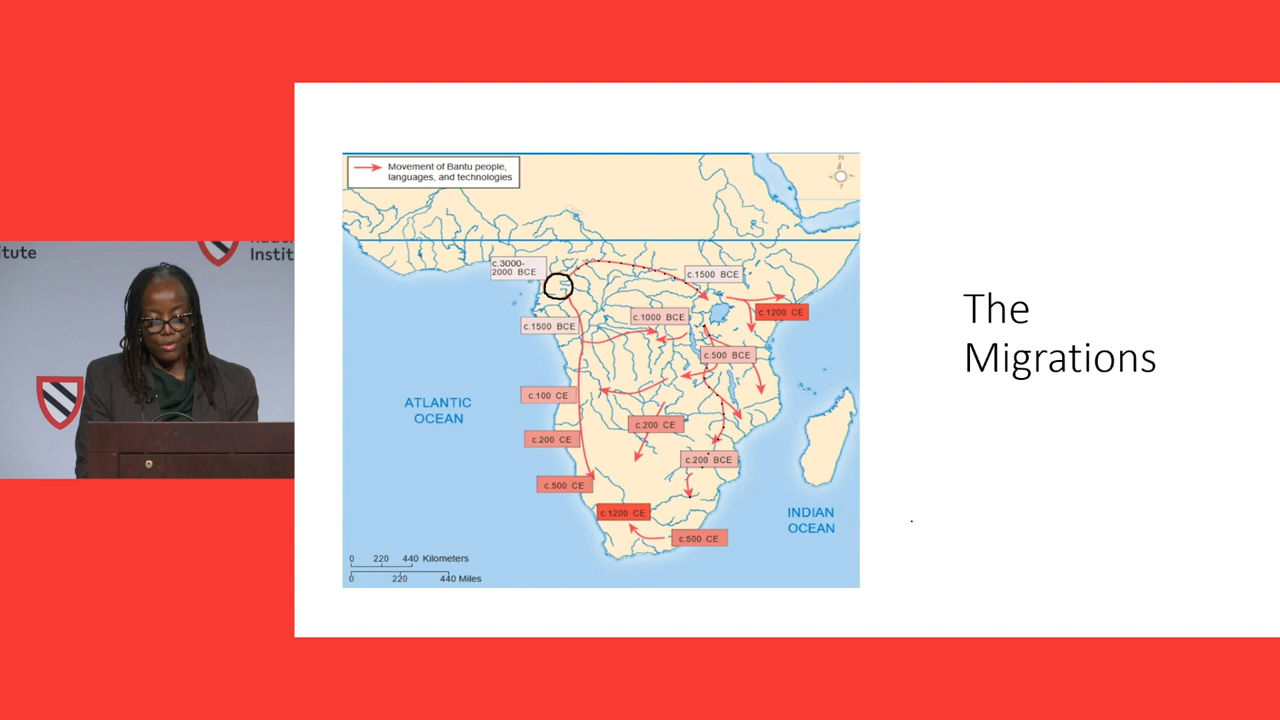 itute
Instit
Movement of Bantu people,
languages, and technologies
N
c.3000-
2000 BCE
c.1500 BCE
c.1200 CE
c.1000 BCE
c.1500 BCE
c.500 BCE
c.100 CE
c.200 CE
c.200 CE
c.200 BCE
c.500 CE
c.1200 CE
c.500 CE
ATLANTIC
OCEAN
INDIAN
OCEAN
0 220 440 Kilometers
0 220 440 Miles
The
Migrations